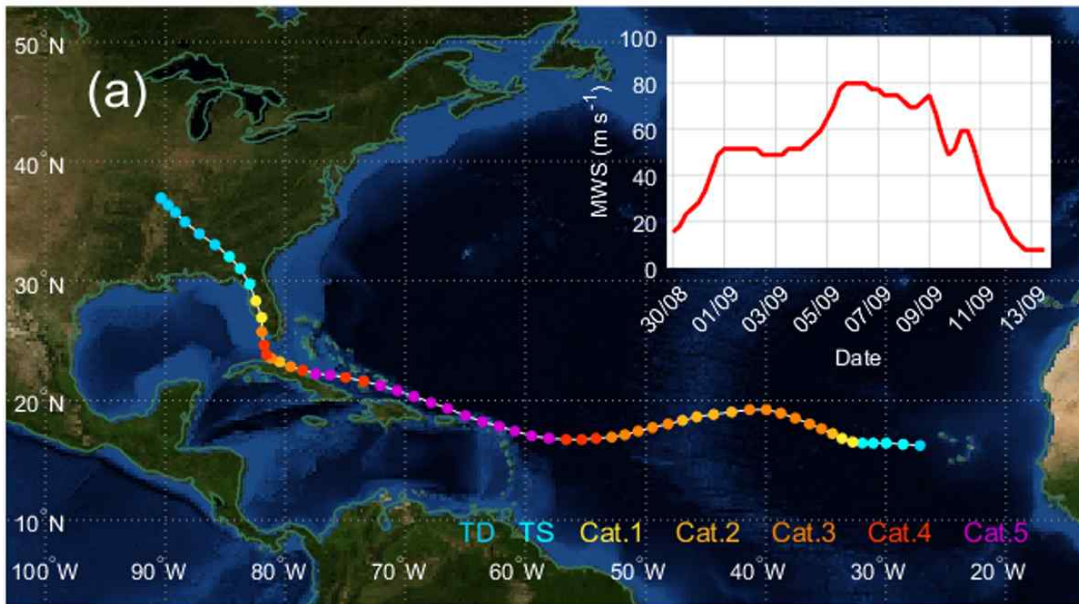 (a)
50°N
40°N
30°N
20°N
10°N
100°W 90°W 80°W 70°W 60°W 50°W 40°W 30°W 20°W
TD TS Cat.1 Cat.2 Cat.3 Cat.4 Cat.5
MWS (m s⁻¹)
100
80
60
40
20
0
30/08 01/09 03/09 05/09 07/09 09/09 11/09 13/09
Date